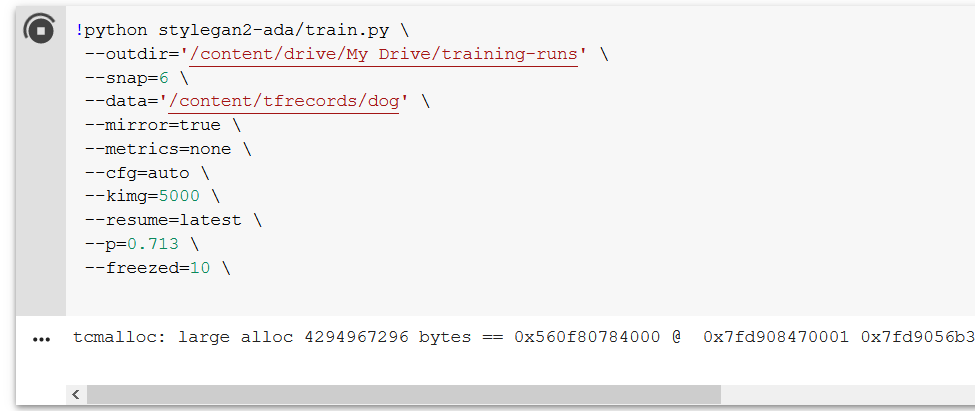 !python stylegan2-ada/train.py \
--outdir='/content/drive/My Drive/training-runs' \
--snap=6 \
--data='/content/tfrecords/dog' \
--mirror=true \
--metrics=none \
--cfg=auto \
--kimg=5000 \
--resume=latest \
--p=0.713 \
--freezed=10 \
tcmalloc: large alloc 4294967296 bytes == 0x560f80784000 @  0x7fd908470001 0x7fd9056b3